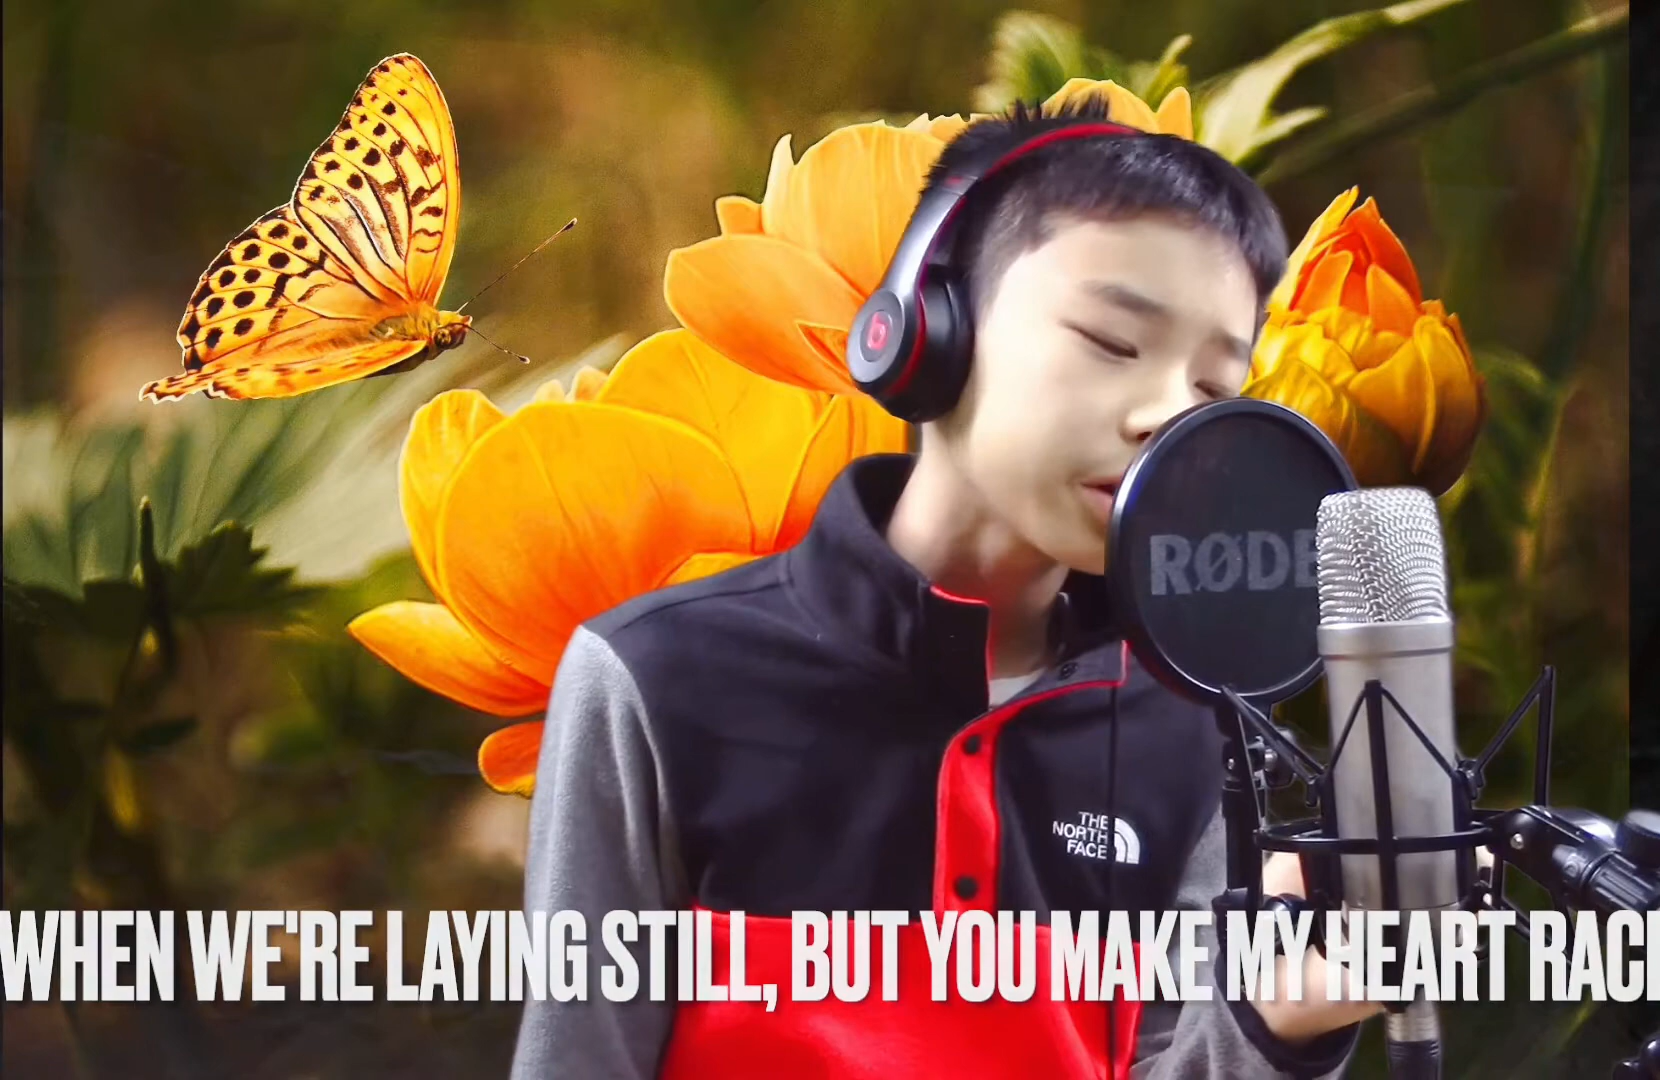 RØDE
THE
NORTH
FACE
WHEN WE'RE LAYING STILL, BUT YOU MAKE MY HEART RAC